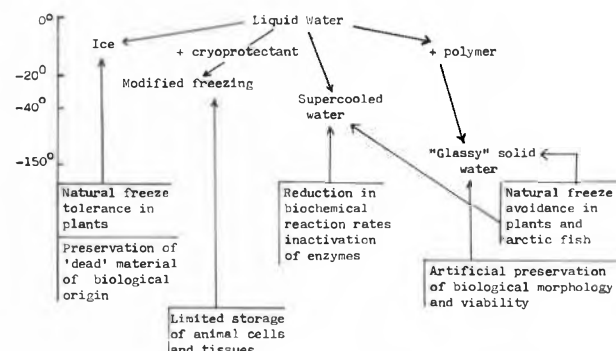 0°
Liquid Water
Ice
+ cryoprotectant
+ polymer
-20°
Modified freezing
-40°
Supercooled
water
-150°
"Glassy" solid
water
Natural freeze
tolerance in
plants
Preservation of
'dead' material
of biological
origin
Reduction in
biochemical
reaction rates
inactivation
of enzymes
Natural freeze
avoidance in
plants and
arctic fish
Artificial preservation
of biological morphology
and viability
Limited storage
of animal cells
and tissues